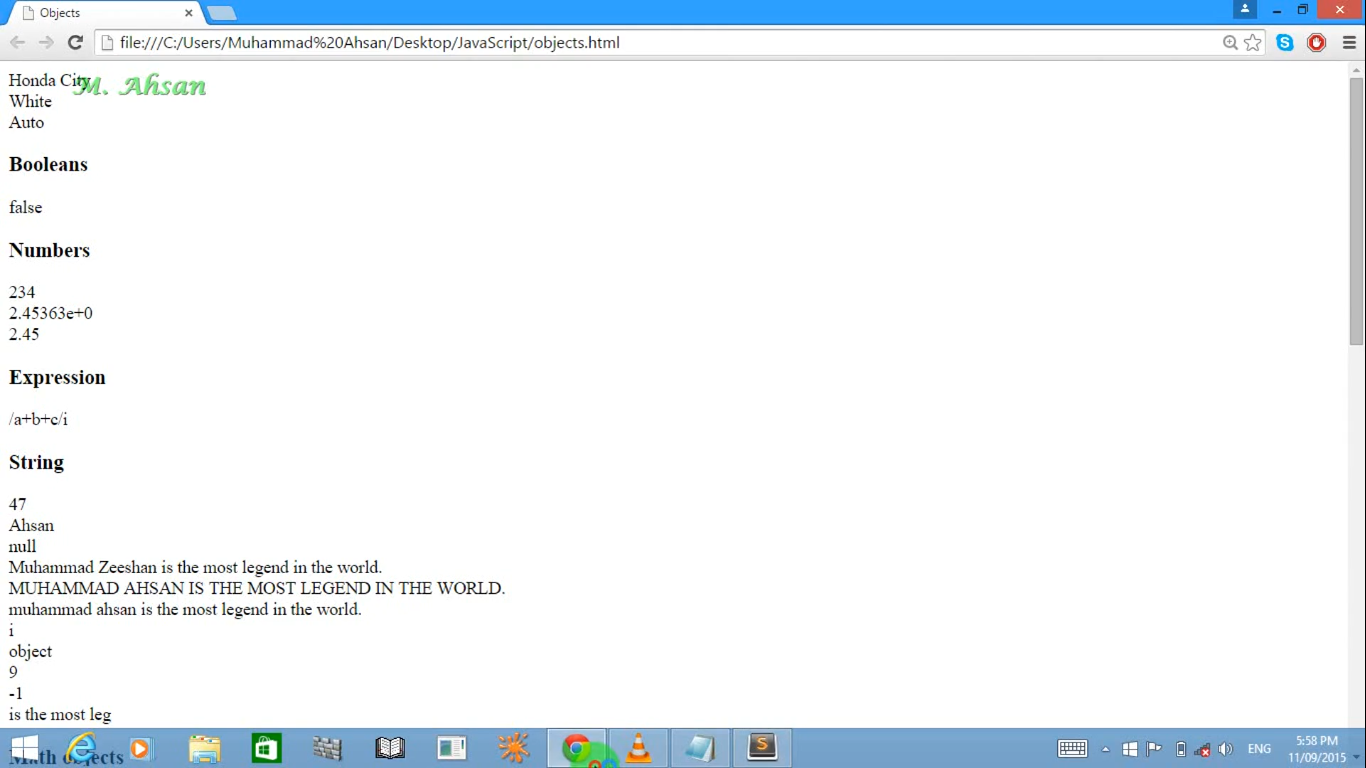 Objects
file:///C:/Users/Muhammad%20Ahsan/Desktop/JavaScript/objects.html
Honda City
M. Ahsan
White
Auto
Booleans
false
Numbers
234
2.45363e+0
2.45
Expression
/a+b+c/i
String
47
Ahsan
null
Muhammad Zeeshan is the most legend in the world.
MUHAMMAD AHSAN IS THE MOST LEGEND IN THE WORLD.
muhammad ahsan is the most legend in the world.
i
object
9
-1
is the most leg
Math objects
ENG
5:58 PM
11/09/2015